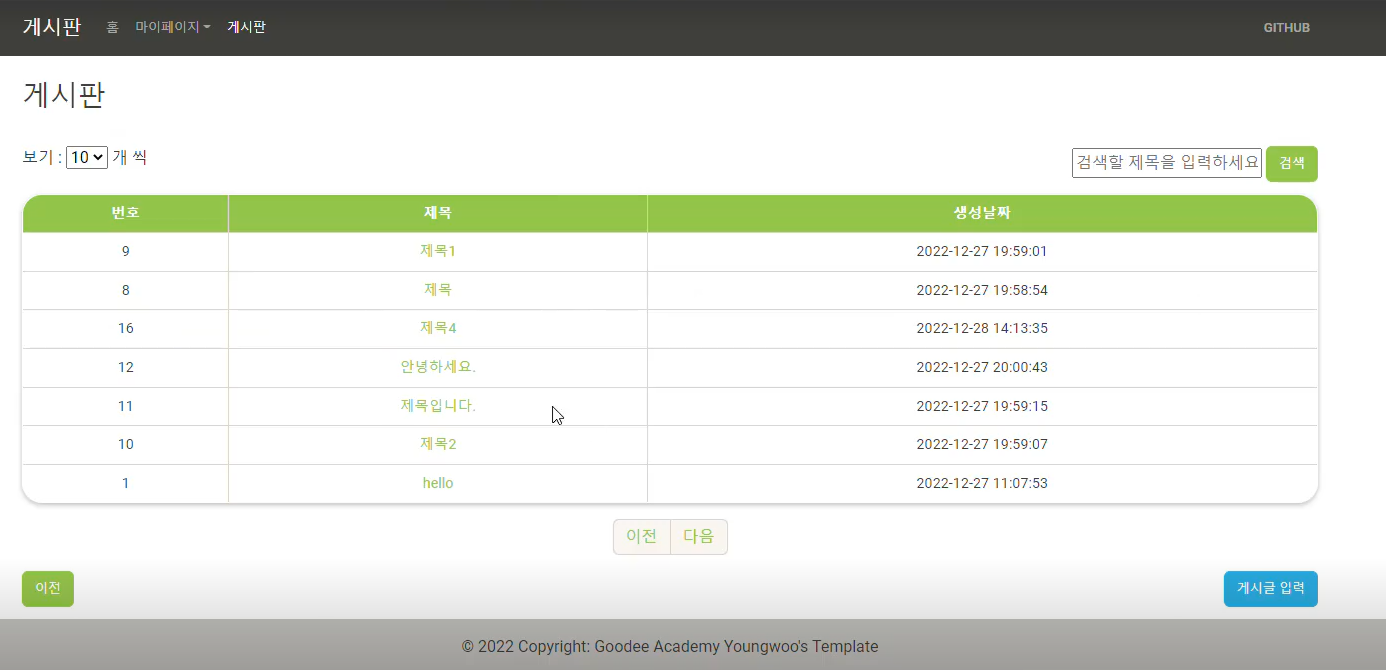 게시판 홈 마이페이지 게시판 GITHUB
게시판
보기 : 10 개 씩 검색할 제목을 입력하세요 검색
번호 제목 생성날짜
9 제목1 2022-12-27 19:59:01
8 제목 2022-12-27 19:58:54
16 제목4 2022-12-28 14:13:35
12 안녕하세요. 2022-12-27 20:00:43
11 제목입니다. 2022-12-27 19:59:15
10 제목2 2022-12-27 19:59:07
1 hello 2022-12-27 11:07:53
이전 다음
이전 게시글 입력
© 2022 Copyright: Goodee Academy Youngwoo's Template